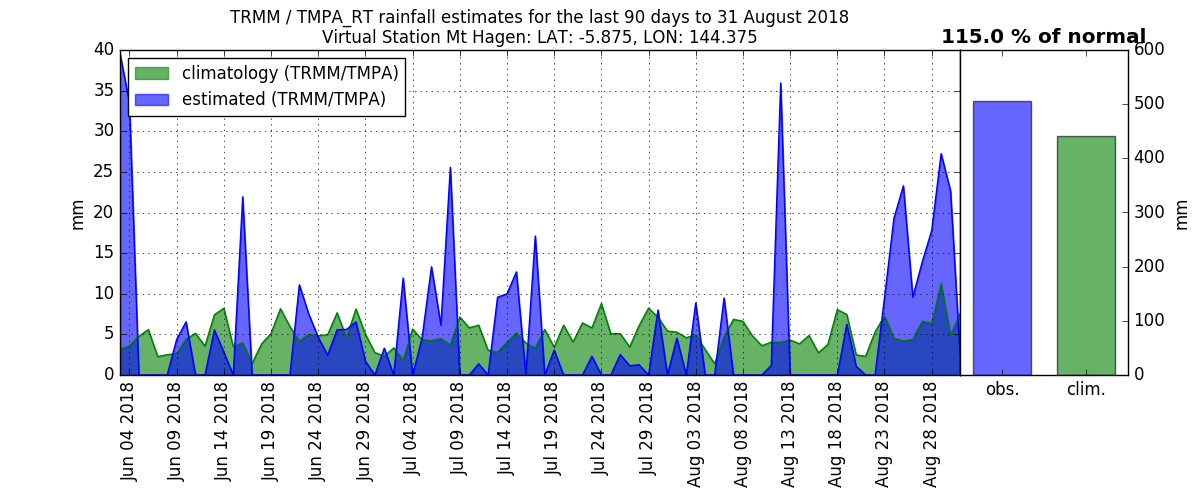 TRMM / TMPA_RT rainfall estimates for the last 90 days to 31 August 2018
Virtual Station Mt Hagen: LAT: -5.875, LON: 144.375
115.0 % of normal
climatology (TRMM/TMPA)
estimated (TRMM/TMPA)
40
35
30
25
20
15
10
5
0
mm
Jun 04 2018
Jun 09 2018
Jun 14 2018
Jun 19 2018
Jun 24 2018
Jun 29 2018
Jul 04 2018
Jul 09 2018
Jul 14 2018
Jul 19 2018
Jul 24 2018
Jul 29 2018
Aug 03 2018
Aug 08 2018
Aug 13 2018
Aug 18 2018
Aug 23 2018
Aug 28 2018
obs.
clim.
600
500
400
300
200
100
0
mm